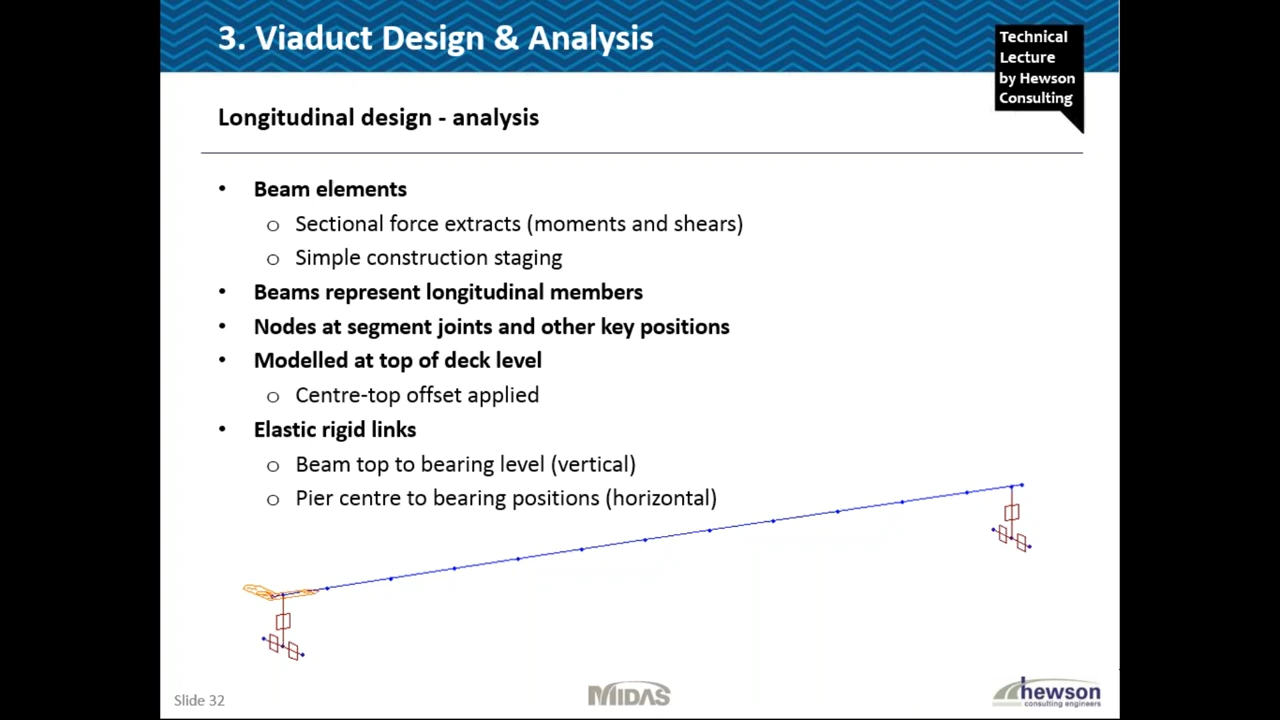 3. Viaduct Design & Analysis
Technical
Lecture
by Hewson
Consulting
Longitudinal design - analysis
• Beam elements
o Sectional force extracts (moments and shears)
o Simple construction staging
• Beams represent longitudinal members
• Nodes at segment joints and other key positions
• Modelled at top of deck level
o Centre-top offset applied
• Elastic rigid links
o Beam top to bearing level (vertical)
o Pier centre to bearing positions (horizontal)
Slide 32
MIDAS
hewson
consulting engineers